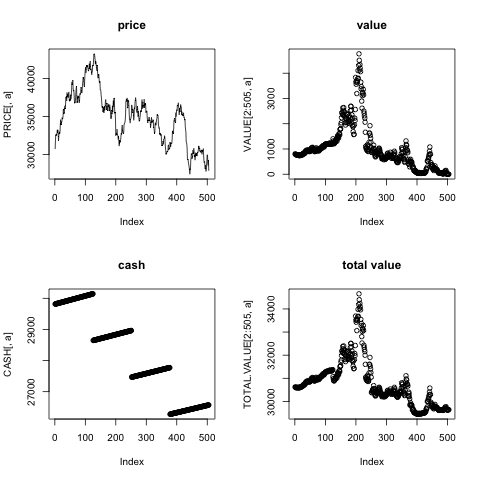 price
PRICE[, a]
40000
35000
30000
0 100 200 300 400 500
Index
value
VALUE[2:505, a]
3000
1000
0
0 100 200 300 400 500
Index
cash
CASH[, a]
29000
27000
0 100 200 300 400 500
Index
total value
TOTAL.VALUE[2:505, a]
34000
32000
30000
0 100 200 300 400 500
Index